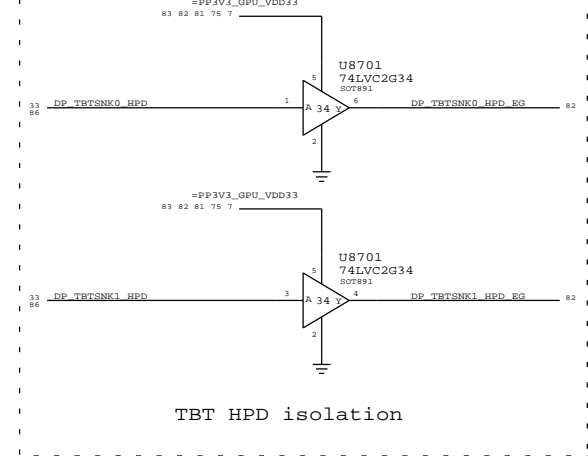 =PP3V3_GPU_VDD33
83 82 81 75 7
U8701
74LVC2G34
SOT891
5
33 86 DP_TBTSNK0_HPD 1 A 34 Y 6 DP_TBTSNK0_HPD_EG 82
2
=PP3V3_GPU_VDD33
83 82 81 75 7
U8701
74LVC2G34
SOT891
5
33 86 DP_TBTSNK1_HPD 3 A 34 Y 4 DP_TBTSNK1_HPD_EG 82
2
TBT HPD isolation